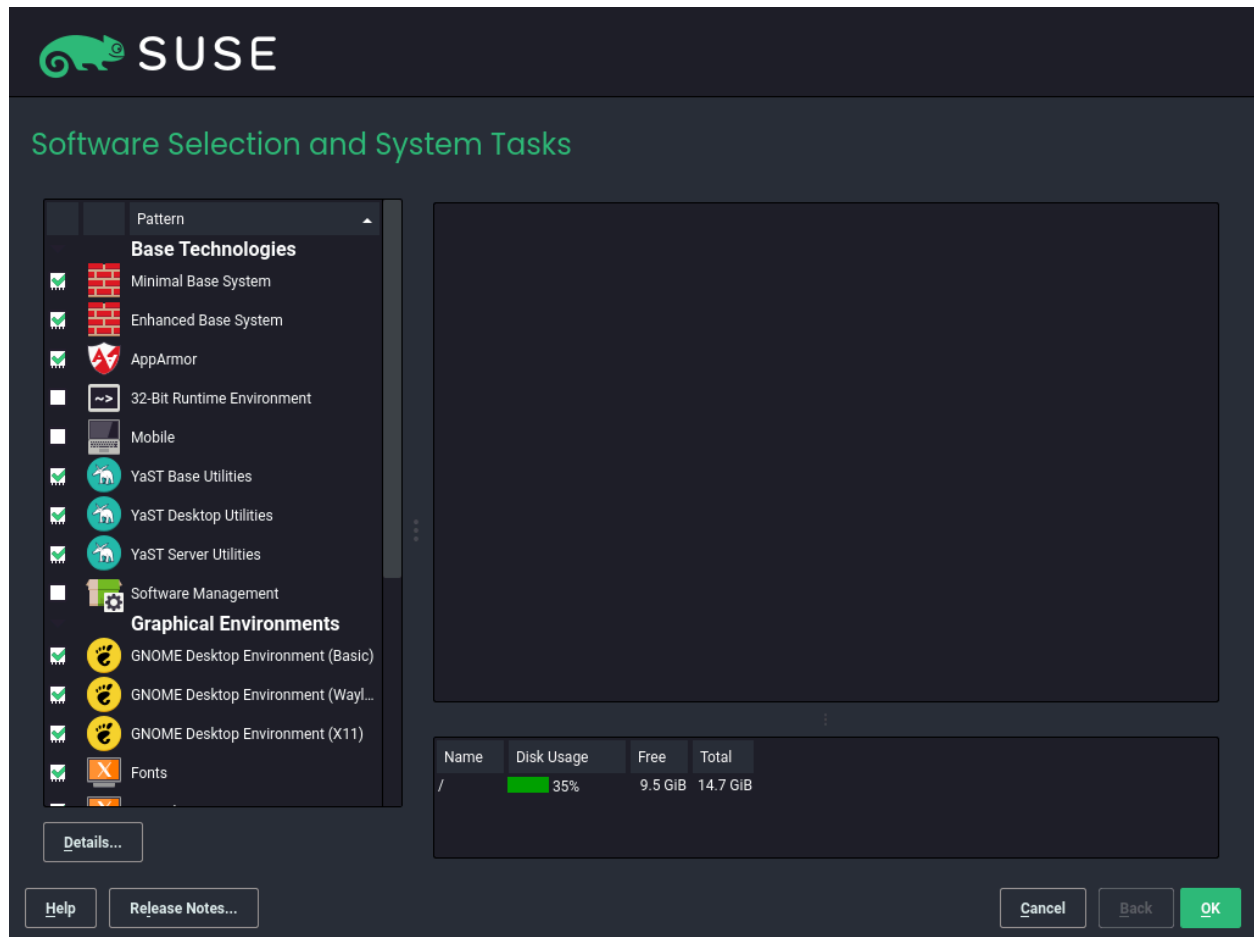 SUSE
Software Selection and System Tasks
Pattern
Base Technologies
Minimal Base System
Enhanced Base System
AppArmor
~> 32-Bit Runtime Environment
Mobile
YaST Base Utilities
YaST Desktop Utilities
YaST Server Utilities
Software Management
Graphical Environments
GNOME Desktop Environment (Basic)
GNOME Desktop Environment (Wayl...
GNOME Desktop Environment (X11)
X Fonts
Name Disk Usage Free Total
/ 35% 9.5 GiB 14.7 GiB
Details...
Help Release Notes... Cancel Back OK